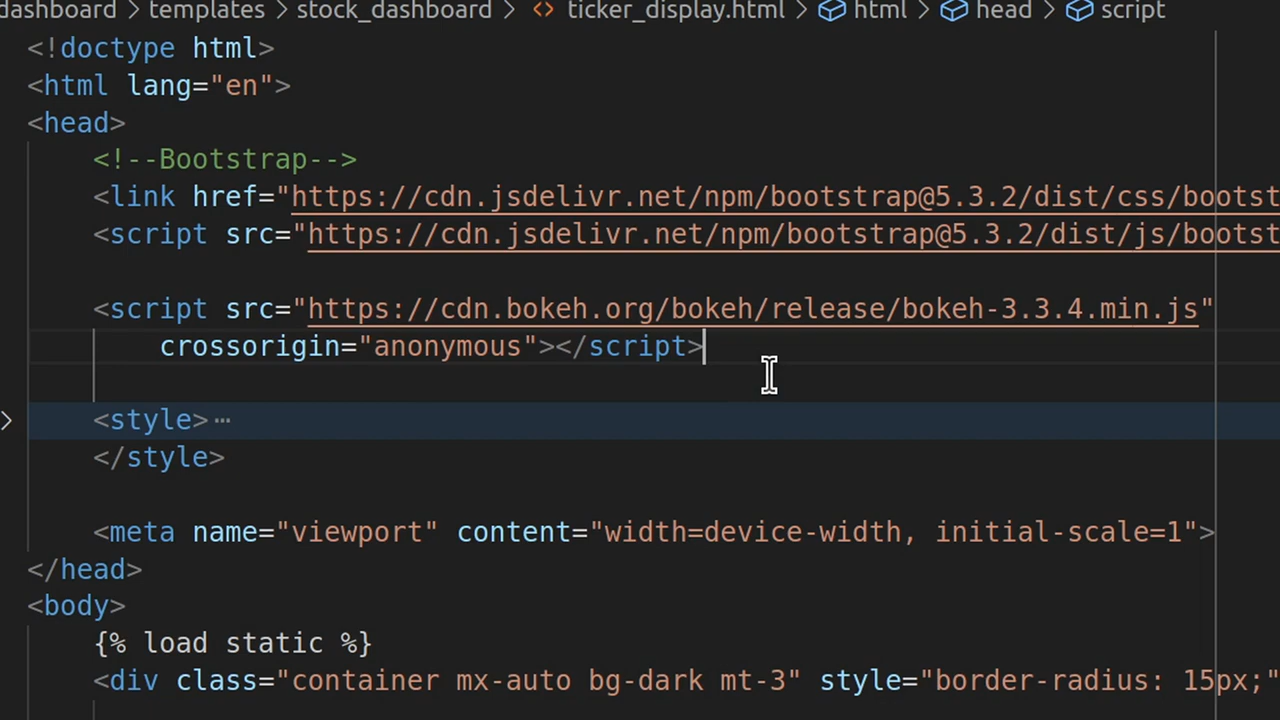 dashboard > templates > stock_dashboard > <> ticker_display.html > html > head > script
<!doctype html>
<html lang="en">
<head>
<!--Bootstrap-->
<link href="https://cdn.jsdelivr.net/npm/bootstrap@5.3.2/dist/css/bootst
<script src="https://cdn.jsdelivr.net/npm/bootstrap@5.3.2/dist/js/bootst
<script src="https://cdn.bokeh.org/bokeh/release/bokeh-3.3.4.min.js"
crossorigin="anonymous"></script>
<style>⋯
</style>
<meta name="viewport" content="width=device-width, initial-scale=1">
</head>
<body>
{% load static %}
<div class="container mx-auto bg-dark mt-3" style="border-radius: 15px;"